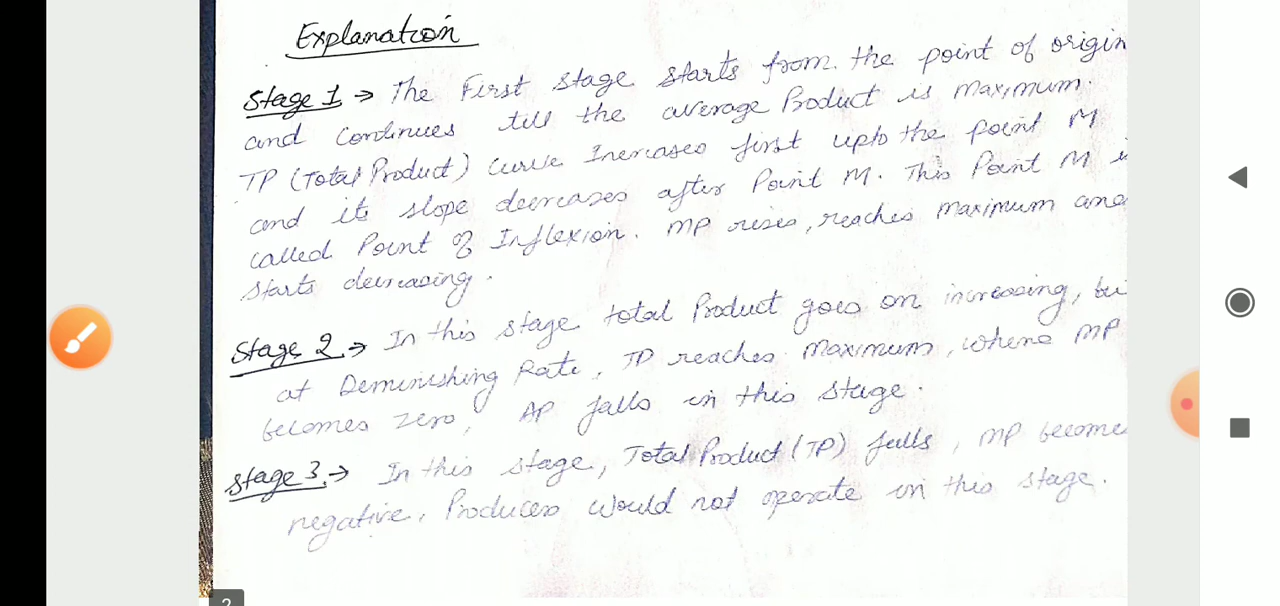 Explanation
Stage 1 → The First Stage starts from. the point of origin
and continues till the average Product is maximum.
TP (Total Product) curve Increases first upto the point M
and its slope decreases after Point M. This Point M i
called Point of Inflexion. MP rises, reaches maximum and
starts decreasing.
Stage 2. → In this stage total Product goes on increasing, bu
at Deminishing Rate, TP reaches maximum, where MP
becomes zero, AP falls in this stage.
Stage 3. → In this stage, Total Product (TP) falls, MP become
negative, Producers would not operate in this stage.
2